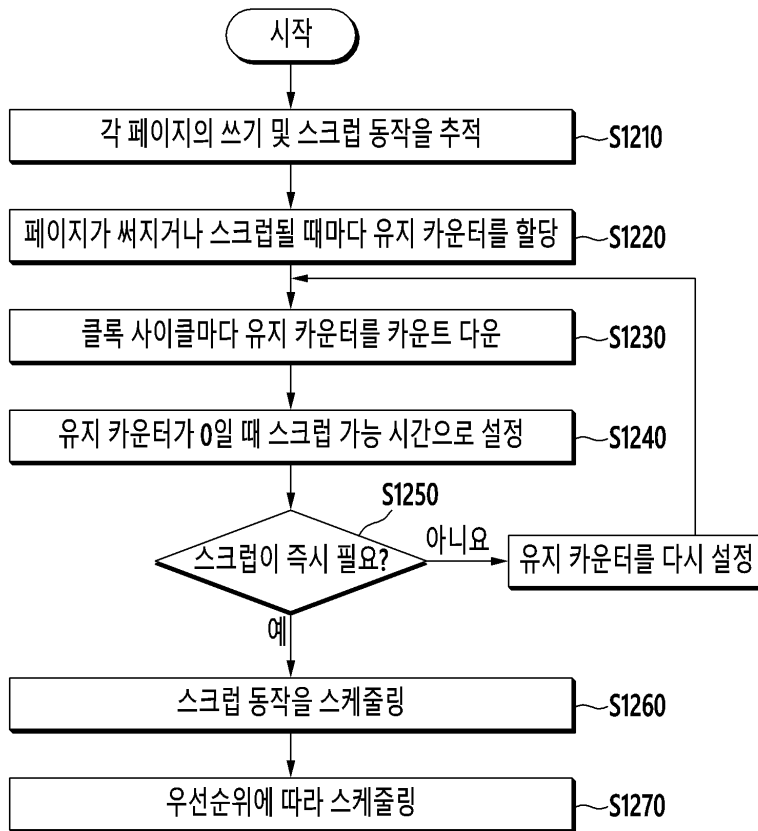 시작
각 페이지의 쓰기 및 스크럽 동작을 추적
S1210
페이지가 써지거나 스크럽될 때마다 유지 카운터를 할당
S1220
클록 사이클마다 유지 카운터를 카운트 다운
S1230
유지 카운터가 0일 때 스크럽 가능 시간으로 설정
S1240
S1250
스크럽이 즉시 필요?
아니요
유지 카운터를 다시 설정
예
스크럽 동작을 스케줄링
S1260
우선순위에 따라 스케줄링
S1270